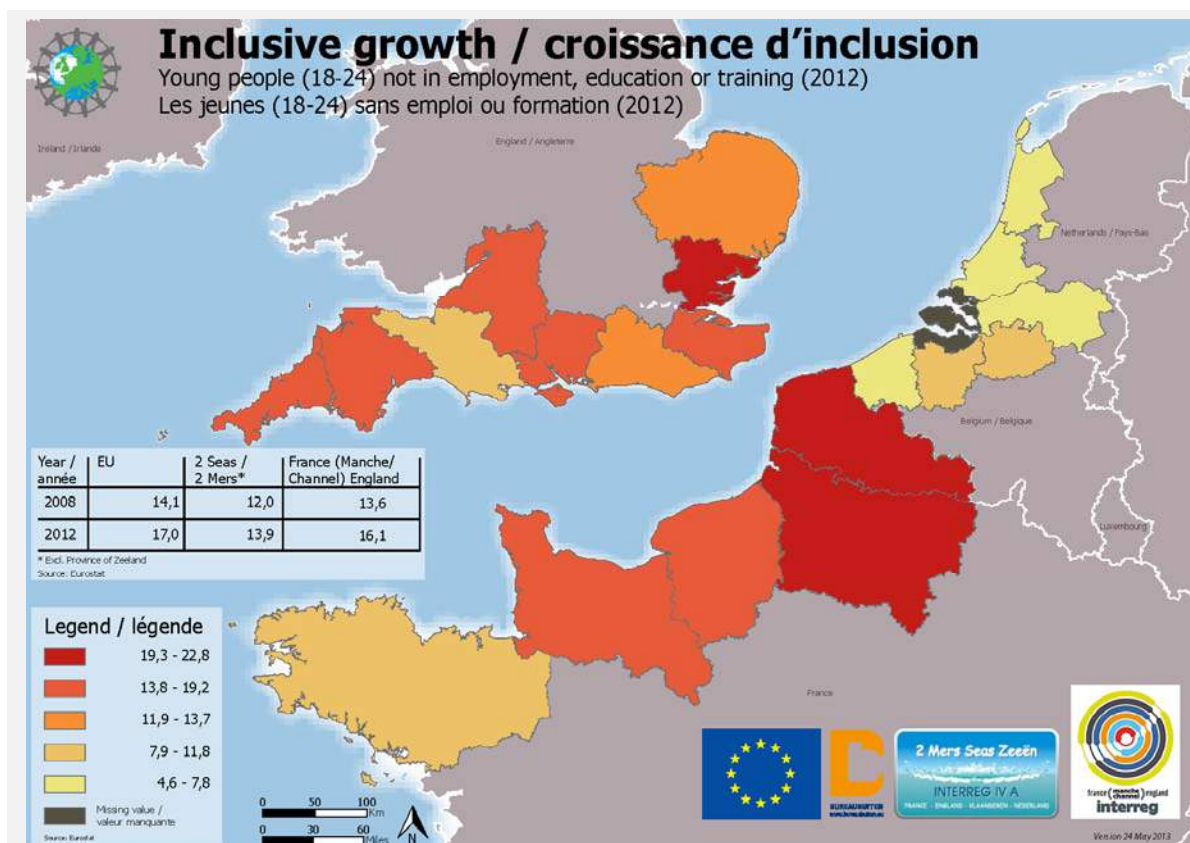 Inclusive growth / croissance d’inclusion
Young people (18-24) not in employment, education or training (2012)
Les jeunes (18-24) sans emploi ou formation (2012)
Ireland / Irlande
England / Angleterre
Netherlands / Pays-Bas
Belgium / Belgique
Luxembourg
France
Year / année EU 2 Seas / 2 Mers* France (Manche/ Channel) England
2008 14,1 12,0 13,6
2012 17,0 13,9 16,1
* Excl. Province of Zeeland
Source: Eurostat
Legend / légende
19,3 - 22,8
13,8 - 19,2
11,9 - 13,7
7,9 - 11,8
4,6 - 7,8
Missing value /
valeur manquante
Source: Eurostat
0 50 100
Km
0 30 60
Miles
N
BUREAUBUITEN
2 Mers Seas Zeeën
INTERREG IV A
FRANCE - ENGLAND - VLAANDEREN - NEDERLAND
france (manche channel) england
interreg
Version 24 May 2013